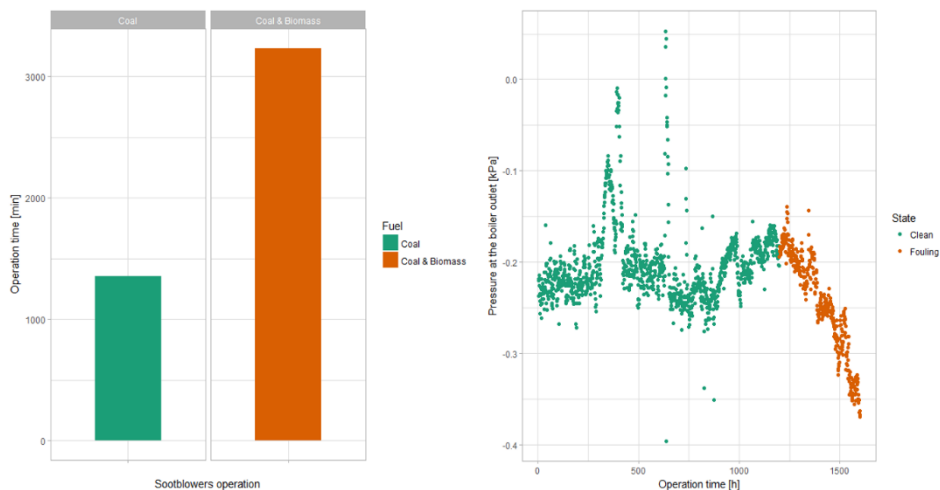 Coal
Coal & Biomass
Operation time [min]
3000
2000
1000
0
Sootblowers operation
Fuel
Coal
Coal & Biomass
Pressure at the boiler outlet [kPa]
0.0
-0.1
-0.2
-0.3
-0.4
0
500
1000
1500
Operation time [h]
State
Clean
Fouling